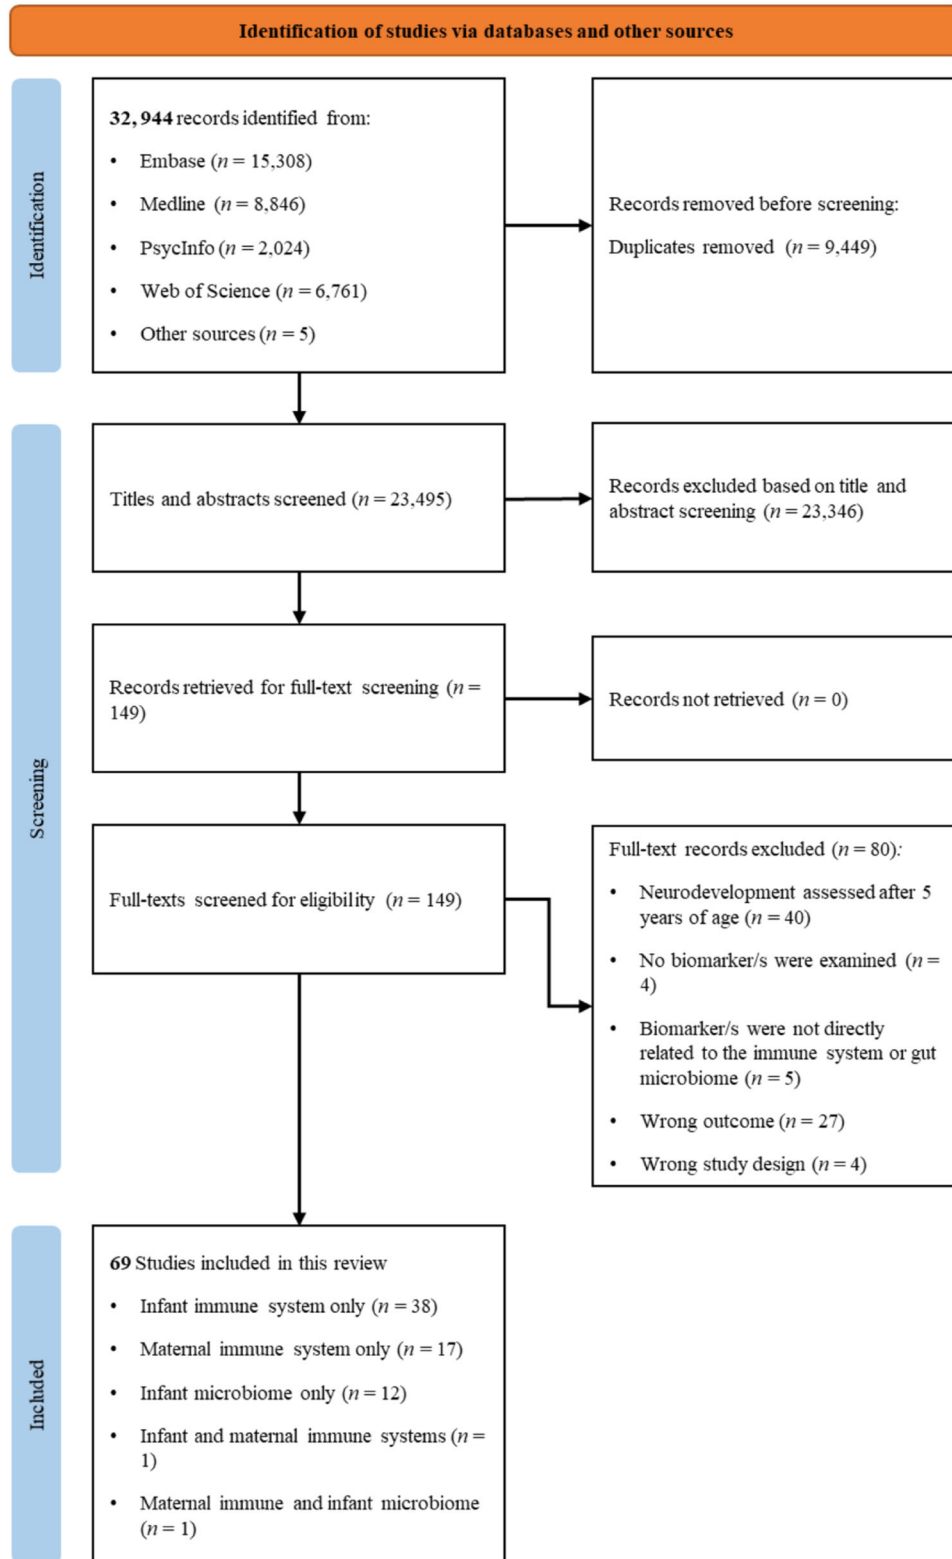 Identification of studies via databases and other sources
Identification
32,944 records identified from:
• Embase (n = 15,308)
• Medline (n = 8,846)
• PsycInfo (n = 2,024)
• Web of Science (n = 6,761)
• Other sources (n = 5)
Records removed before screening:
Duplicates removed (n = 9,449)
Screening
Titles and abstracts screened (n = 23,495)
Records excluded based on title and
abstract screening (n = 23,346)
Records retrieved for full-text screening (n =
149)
Records not retrieved (n = 0)
Full-texts screened for eligibility (n = 149)
Full-text records excluded (n = 80):
• Neurodevelopment assessed after 5
years of age (n = 40)
• No biomarker/s were examined (n =
4)
• Biomarker/s were not directly
related to the immune system or gut
microbiome (n = 5)
• Wrong outcome (n = 27)
• Wrong study design (n = 4)
Included
69 Studies included in this review
• Infant immune system only (n = 38)
• Maternal immune system only (n = 17)
• Infant microbiome only (n = 12)
• Infant and maternal immune systems (n =
1)
• Maternal immune and infant microbiome
(n = 1)